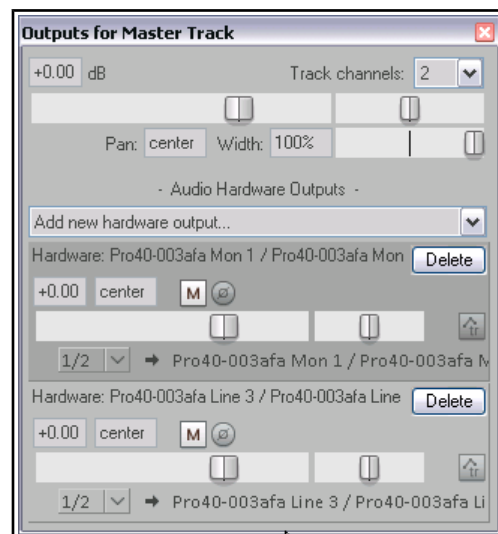 Outputs for Master Track
+0.00 dB Track channels: 2
Pan: center Width: 100%
- Audio Hardware Outputs -
Add new hardware output...
Hardware: Pro40-003afa Mon 1 / Pro40-003afa Mon Delete
+0.00 center M ø
tr
1/2 → Pro40-003afa Mon 1 / Pro40-003afa M
Hardware: Pro40-003afa Line 3 / Pro40-003afa Line Delete
+0.00 center M ø
tr
1/2 → Pro40-003afa Line 3 / Pro40-003afa Li